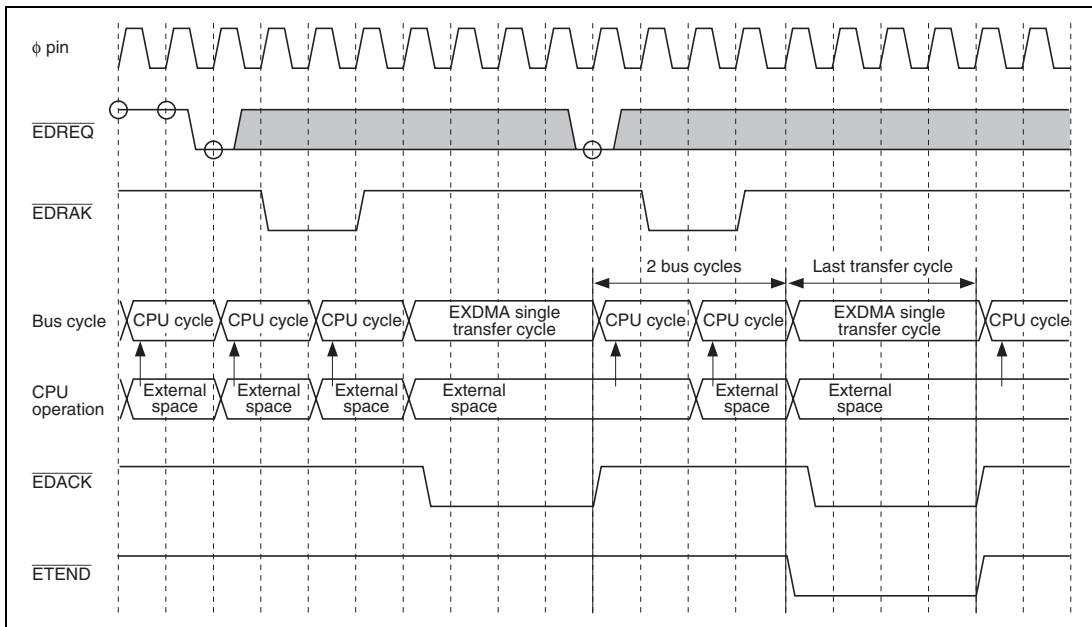 φ pin
EDREQ
EDRAK
2 bus cycles
Last transfer cycle
Bus cycle
CPU cycle
CPU cycle
CPU cycle
EXDMA single
transfer cycle
CPU cycle
CPU cycle
EXDMA single
transfer cycle
CPU cycle
CPU
operation
External
space
External
space
External
space
External
space
External
space
External
space
EDACK
ETEND